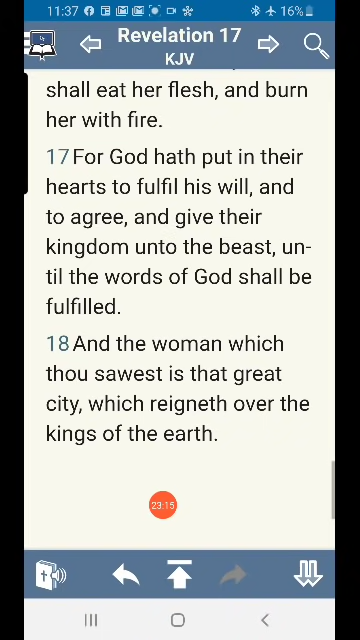 11:37
16%
Revelation 17
KJV
shall eat her flesh, and burn
her with fire.
17 For God hath put in their
hearts to fulfil his will, and
to agree, and give their
kingdom unto the beast, un-
til the words of God shall be
fulfilled.
18 And the woman which
thou sawest is that great
city, which reigneth over the
kings of the earth.
23:15